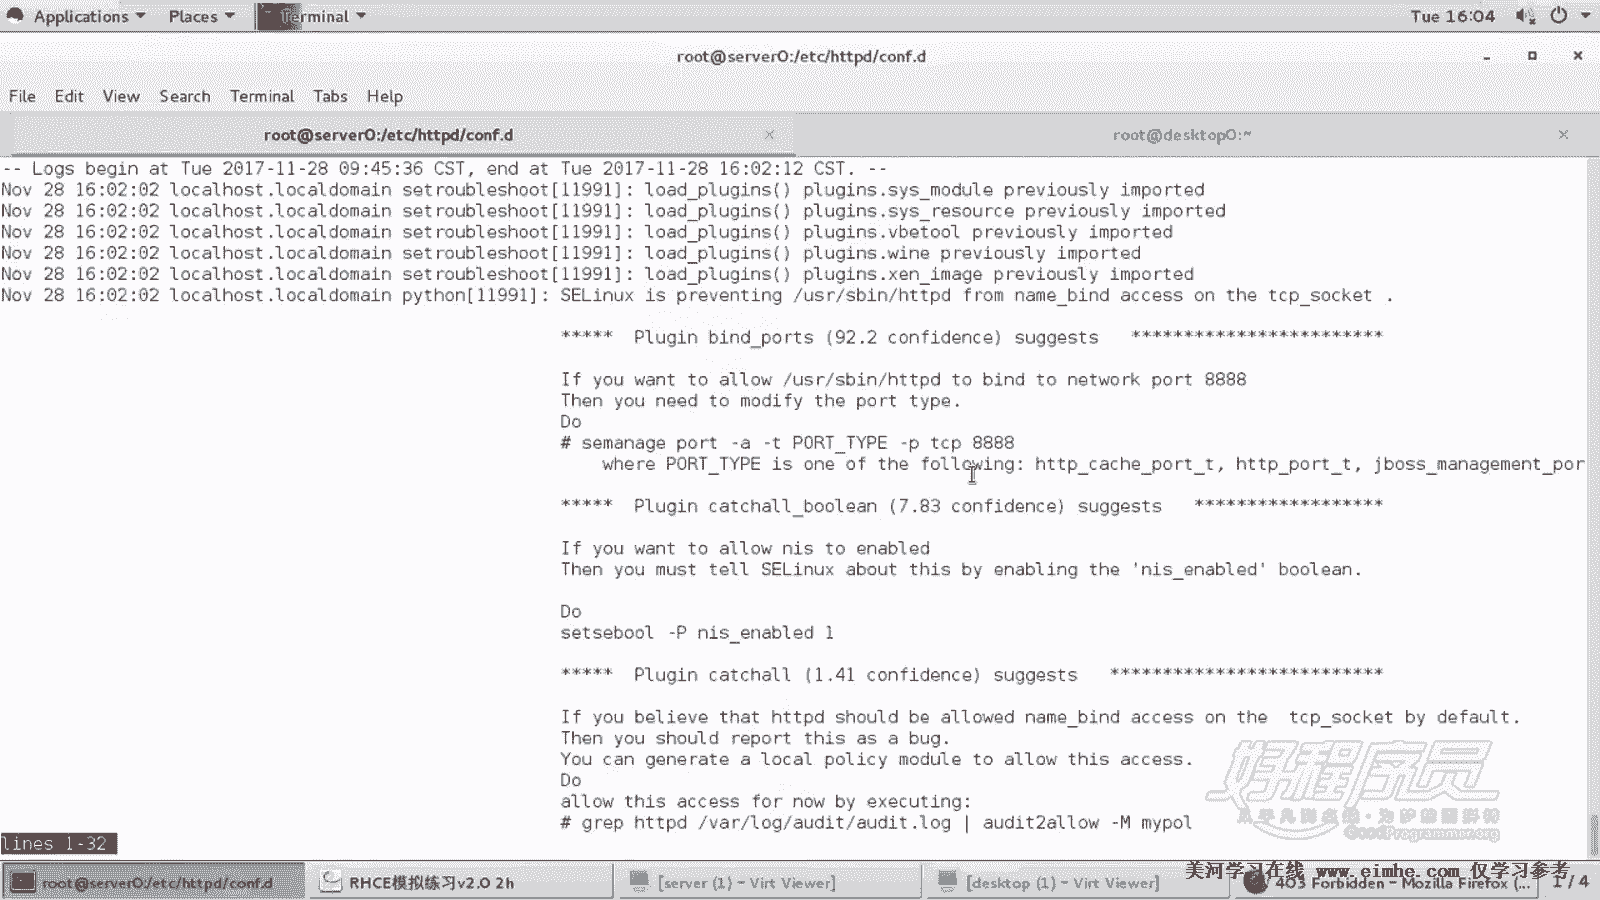 Applications Places Terminal Tue 16:04
root@server0:/etc/httpd/conf.d
File Edit View Search Terminal Tabs Help
root@server0:/etc/httpd/conf.d root@desktop0:~
-- Logs begin at Tue 2017-11-28 09:45:36 CST, end at Tue 2017-11-28 16:02:12 CST. --
Nov 28 16:02:02 localhost.localdomain setroubleshoot[11991]: load_plugins() plugins.sys_module previously imported
Nov 28 16:02:02 localhost.localdomain setroubleshoot[11991]: load_plugins() plugins.sys_resource previously imported
Nov 28 16:02:02 localhost.localdomain setroubleshoot[11991]: load_plugins() plugins.vbetool previously imported
Nov 28 16:02:02 localhost.localdomain setroubleshoot[11991]: load_plugins() plugins.wine previously imported
Nov 28 16:02:02 localhost.localdomain setroubleshoot[11991]: load_plugins() plugins.xen_image previously imported
Nov 28 16:02:02 localhost.localdomain python[11991]: SELinux is preventing /usr/sbin/httpd from name_bind access on the tcp_socket .
***** Plugin bind_ports (92.2 confidence) suggests ************************
If you want to allow /usr/sbin/httpd to bind to network port 8888
Then you need to modify the port type.
Do
# semanage port -a -t PORT_TYPE -p tcp 8888
where PORT_TYPE is one of the following: http_cache_port_t, http_port_t, jboss_management_por
***** Plugin catchall_boolean (7.83 confidence) suggests ******************
If you want to allow nis to enabled
Then you must tell SELinux about this by enabling the 'nis_enabled' boolean.
Do
setsebool -P nis_enabled 1
***** Plugin catchall (1.41 confidence) suggests **************************
If you believe that httpd should be allowed name_bind access on the tcp_socket by default.
Then you should report this as a bug.
You can generate a local policy module to allow this access.
Do
allow this access for now by executing:
# grep httpd /var/log/audit/audit.log | audit2allow -M mypol
lines 1-32
好程序员
GoodProgrammer.org
美河学习在线 www.eimhe.com 仅学习参考
root@server0:/etc/httpd/conf.d RHCE模拟练习v2.0 2h [server (1) - Virt Viewer] [desktop (1) - Virt Viewer] 403 Forbidden - Mozilla Firefox (... 1 / 4